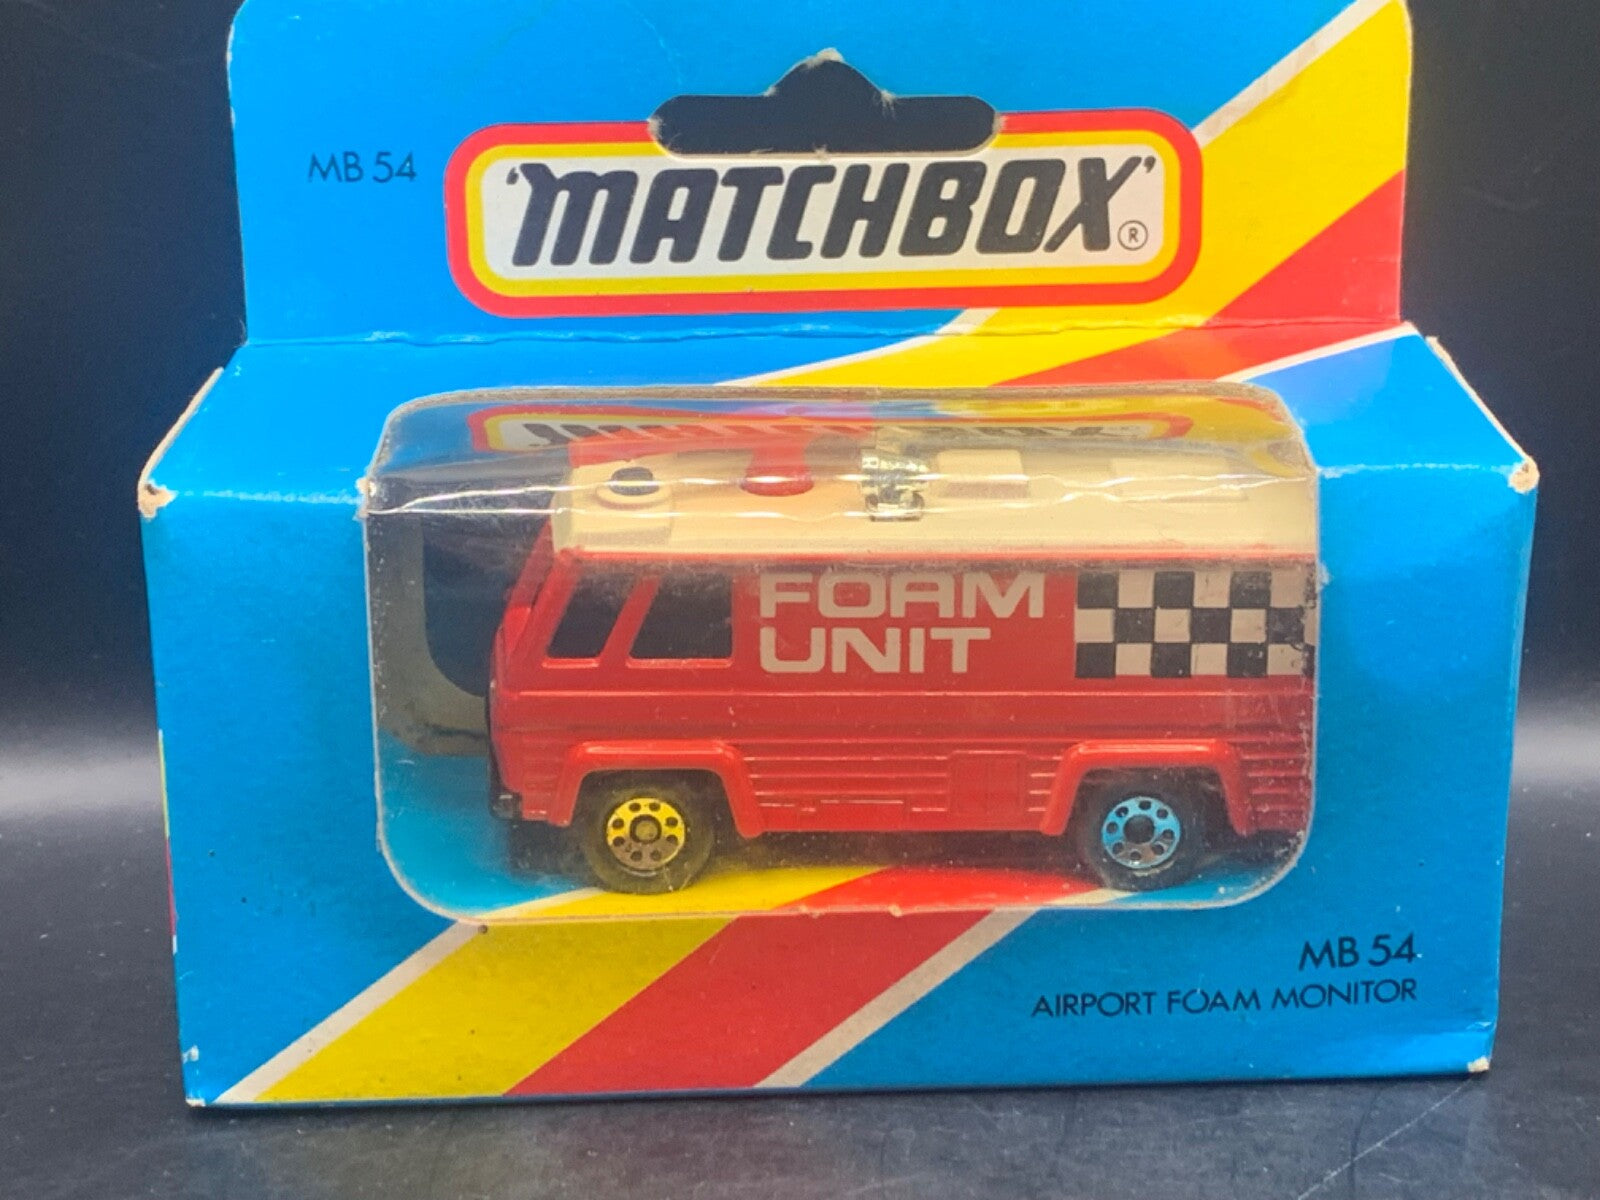 MB 54
'MATCHBOX'®
FOAM
UNIT
MB 54
AIRPORT FOAM MONITOR